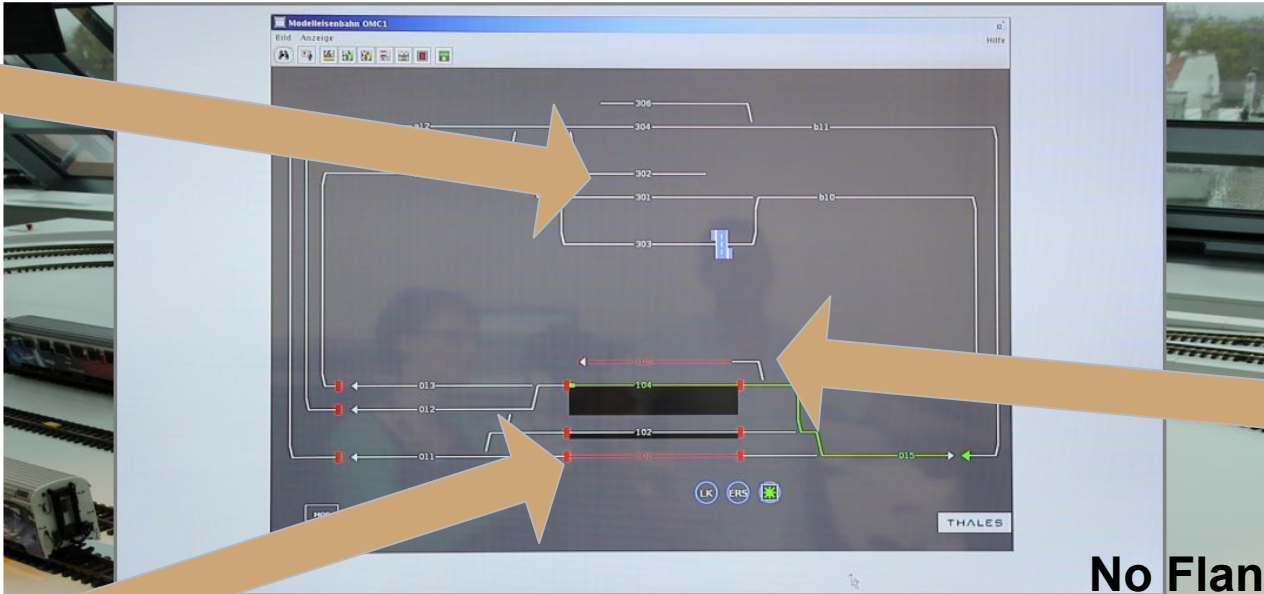 Modelleisenbahn OMC1
Bild Anzeige
Hilfe
306
304
b11
302
301
b10
303
013
104
012
102
011
015
LK
ERS
THALES
No Flan